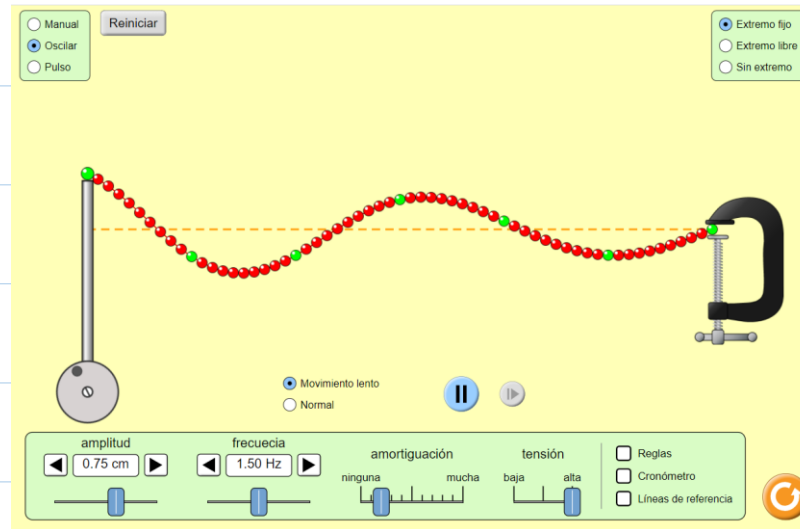 Manual
Oscilar
Pulso
Reiniciar
Extremo fijo
Extremo libre
Sin extremo
Movimiento lento
Normal
amplitud
0.75 cm
frecuecia
1.50 Hz
amortiguación
ninguna mucha
tensión
baja alta
Reglas
Cronómetro
Líneas de referencia